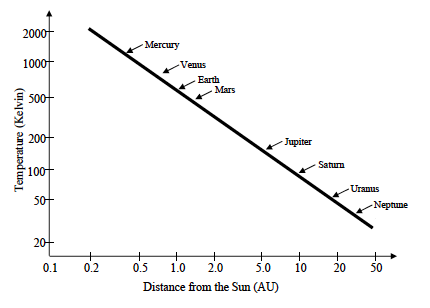 2000
1000
500
200
100
50
20
Temperature (Kelvin)
Mercury
Venus
Earth
Mars
Jupiter
Saturn
Uranus
Neptune
0.1 0.2 0.5 1.0 2.0 5.0 10 20 50
Distance from the Sun (AU)